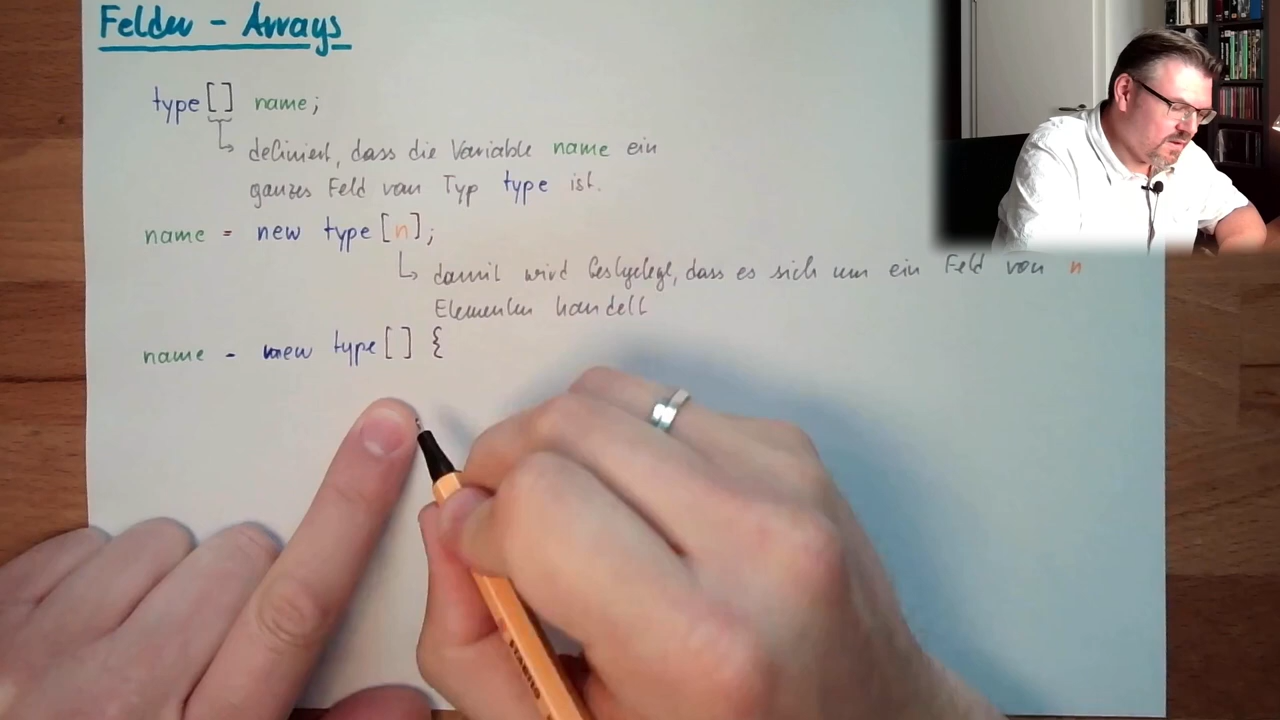 Felder - Arrays
type[] name;
definiert, dass die Variable name ein
ganzes Feld vom Typ type ist.
name = new type[n];
damit wird festgelegt, dass es sich um ein Feld von n
Elementen handelt
name - new type[] {
STABILO